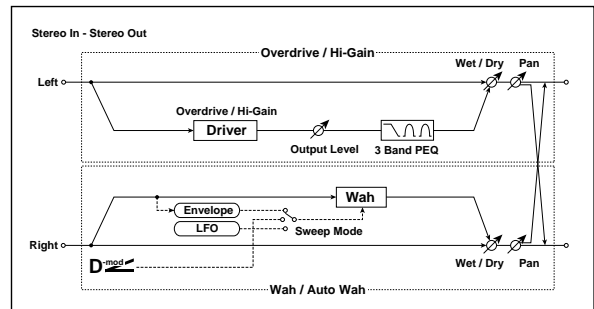 Stereo In - Stereo Out
Overdrive / Hi-Gain
Wet / Dry
Pan
Left
Overdrive / Hi-Gain
Driver
Output Level
3 Band PEQ
Wah
Envelope
LFO
Sweep Mode
Right
D-mod
Wet / Dry
Pan
Wah / Auto Wah